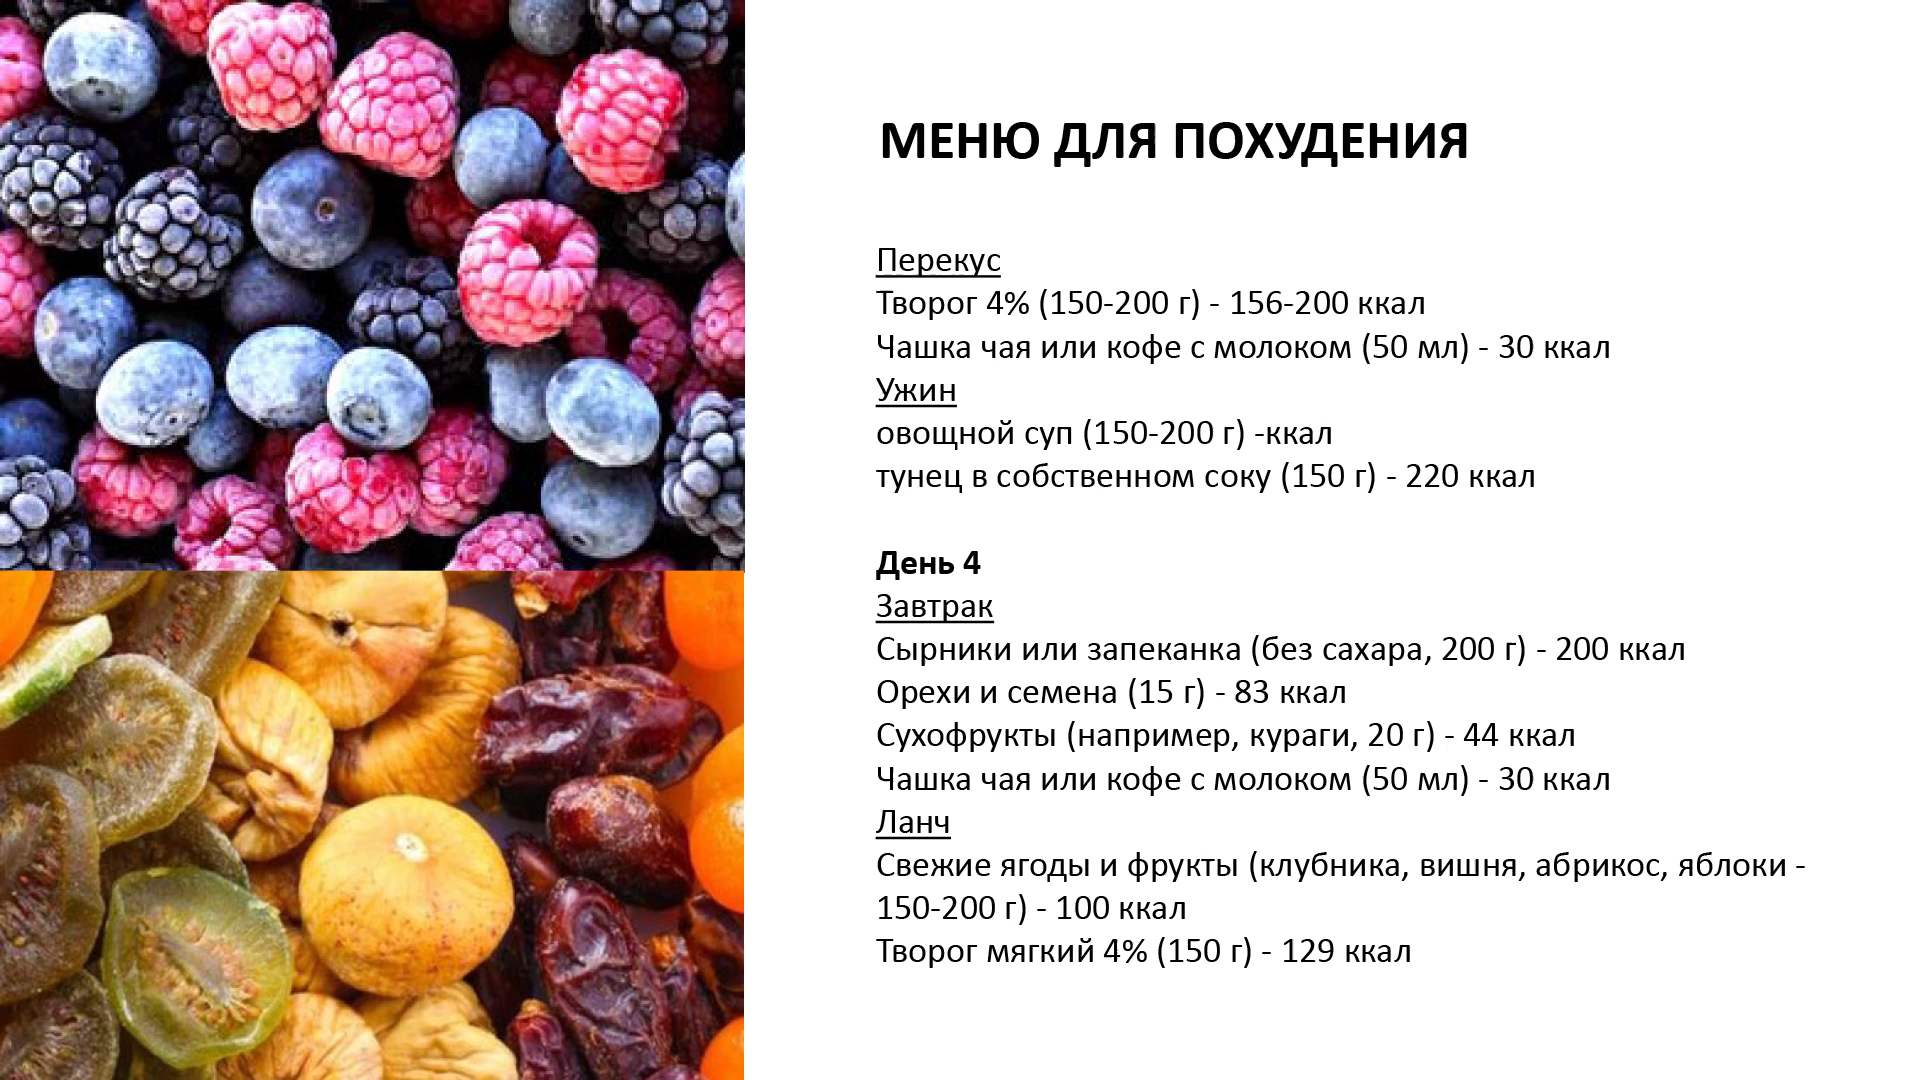 МЕНЮ ДЛЯ ПОХУДЕНИЯ
Перекус
Творог 4% (150-200 г) - 156-200 ккал
Чашка чая или кофе с молоком (50 мл) - 30 ккал
Ужин
овощной суп (150-200 г) -ккал
тунец в собственном соку (150 г) - 220 ккал
День 4
Завтрак
Сырники или запеканка (без сахара, 200 г) - 200 ккал
Орехи и семена (15 г) - 83 ккал
Сухофрукты (например, кураги, 20 г) - 44 ккал
Чашка чая или кофе с молоком (50 мл) - 30 ккал
Ланч
Свежие ягоды и фрукты (клубника, вишня, абрикос, яблоки -
150-200 г) - 100 ккал
Творог мягкий 4% (150 г) - 129 ккал